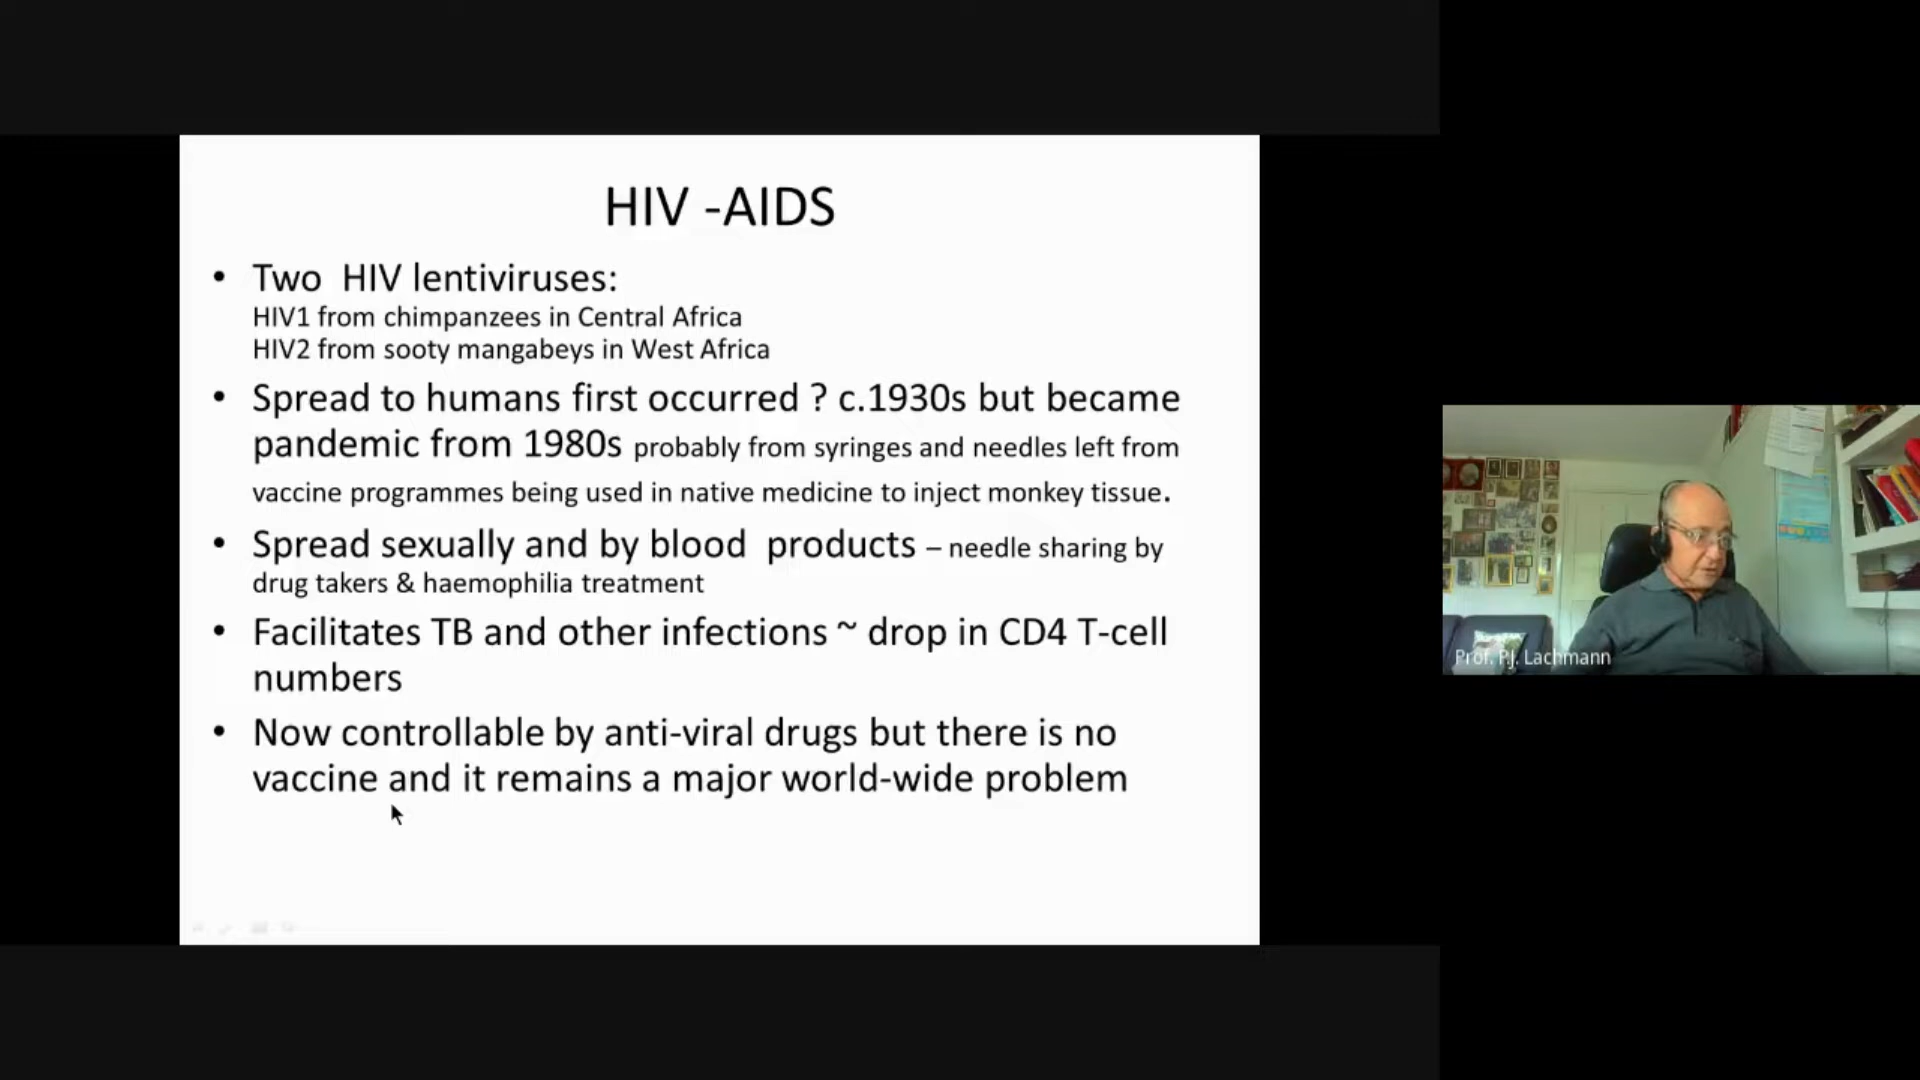 HIV -AIDS
• Two  HIV lentiviruses:
HIV1 from chimpanzees in Central Africa
HIV2 from sooty mangabeys in West Africa
• Spread to humans first occurred ? c.1930s but became
pandemic from 1980s probably from syringes and needles left from
vaccine programmes being used in native medicine to inject monkey tissue.
• Spread sexually and by blood  products – needle sharing by
drug takers & haemophilia treatment
• Facilitates TB and other infections ~ drop in CD4 T-cell
numbers
• Now controllable by anti-viral drugs but there is no
vaccine and it remains a major world-wide problem
Prof. P.J. Lachmann